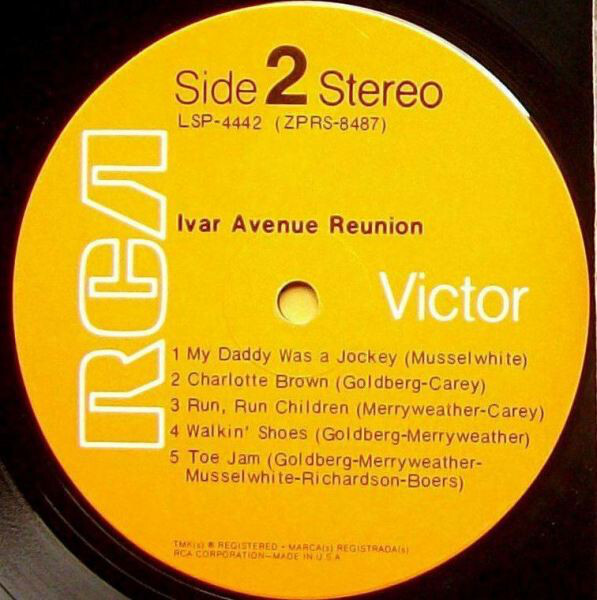 Side 2 Stereo
LSP-4442 (ZPRS-8487)
RCA
Ivar Avenue Reunion
Victor
1 My Daddy Was a Jockey (Musselwhite)
2 Charlotte Brown (Goldberg-Carey)
3 Run, Run Children (Merryweather-Carey)
4 Walkin' Shoes (Goldberg-Merryweather)
5 Toe Jam (Goldberg-Merryweather-
Musselwhite-Richardson-Boers)
TMK(s) ® REGISTERED • MARCA(s) REGISTRADA(s)
RCA CORPORATION—MADE IN U.S.A